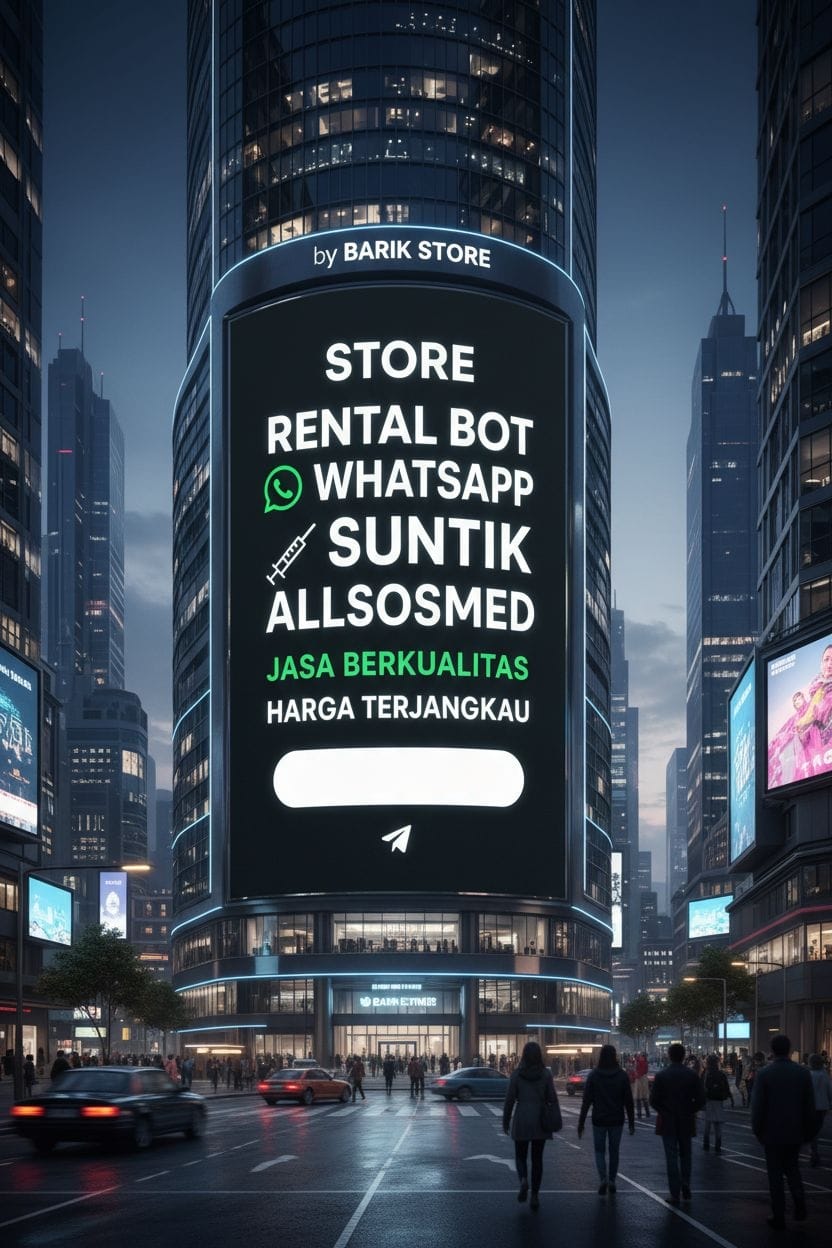 by BARIK STORE
STORE
RENTAL BOT
WHATSAPP
SUNTIK
ALLSOSMED
JASA BERKUALITAS
HARGA TERJANGKAU